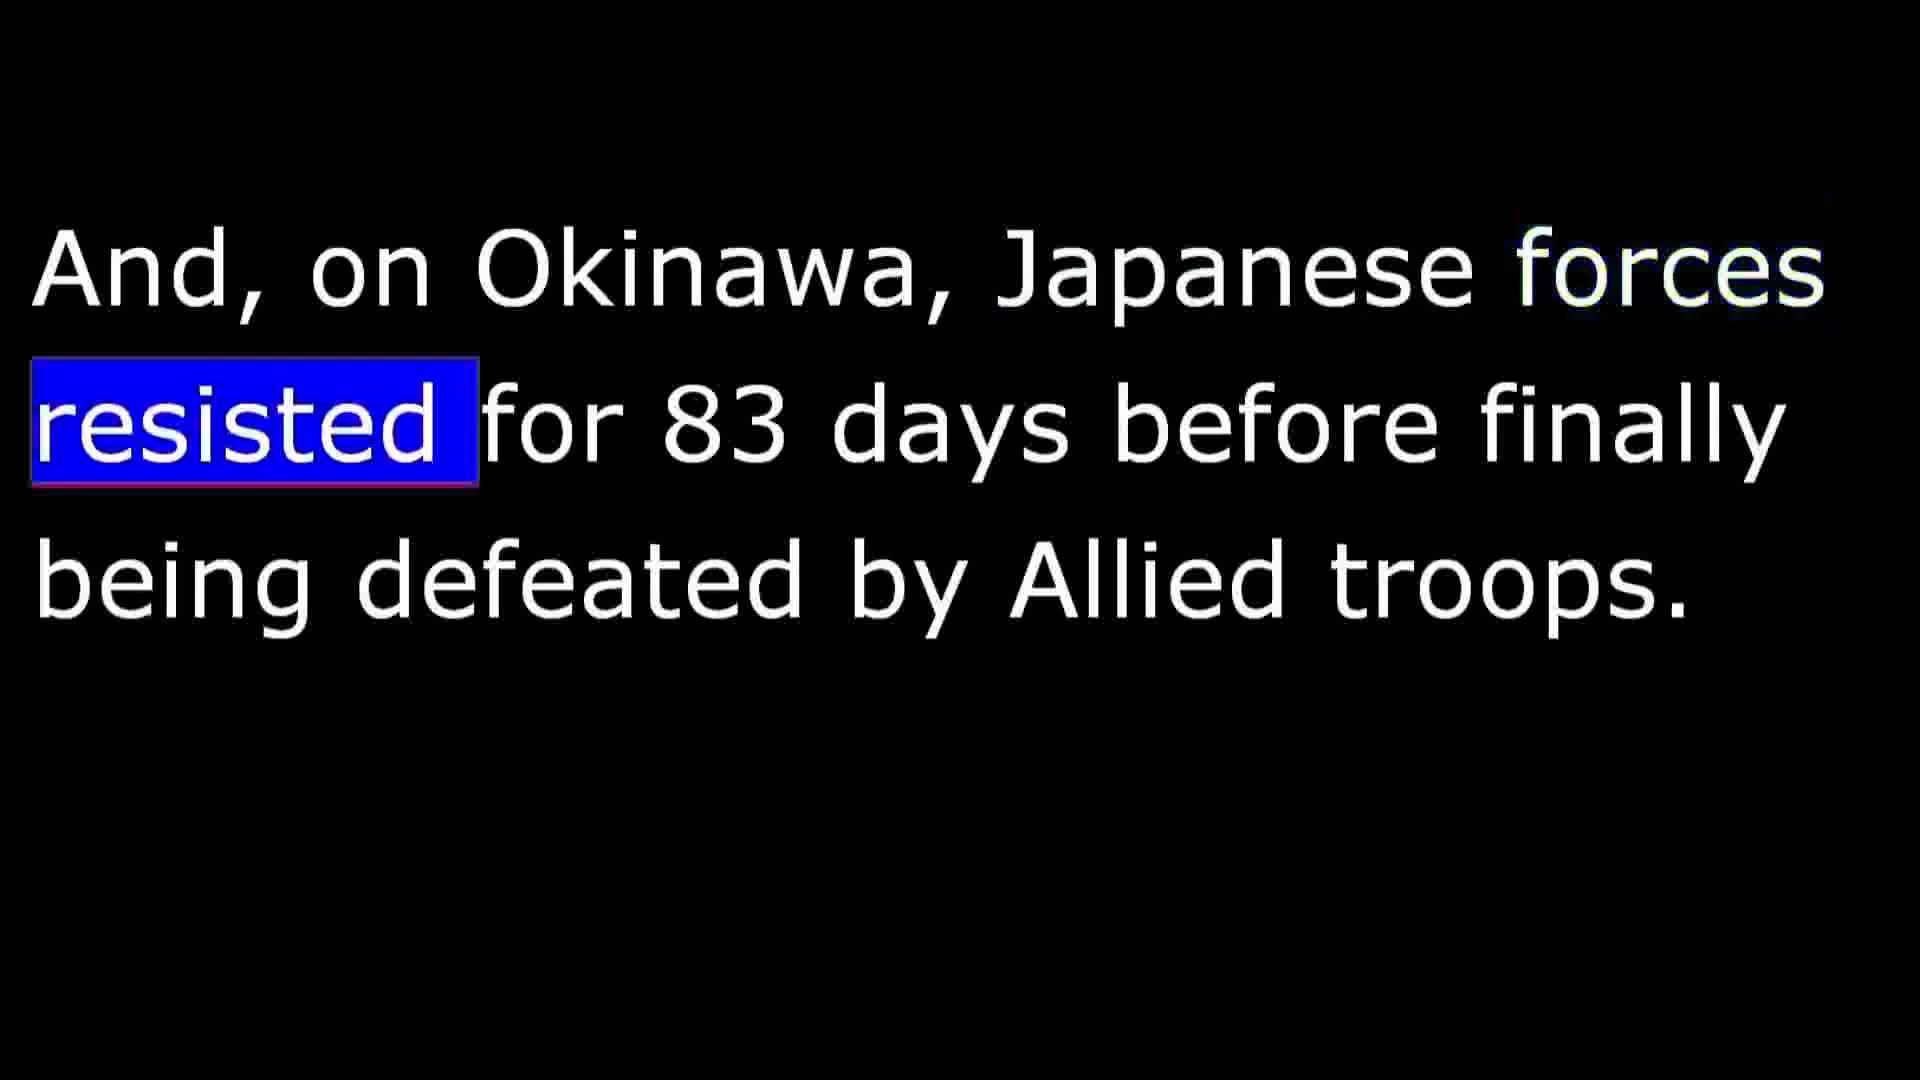 And, on Okinawa, Japanese forces
resisted for 83 days before finally
being defeated by Allied troops.